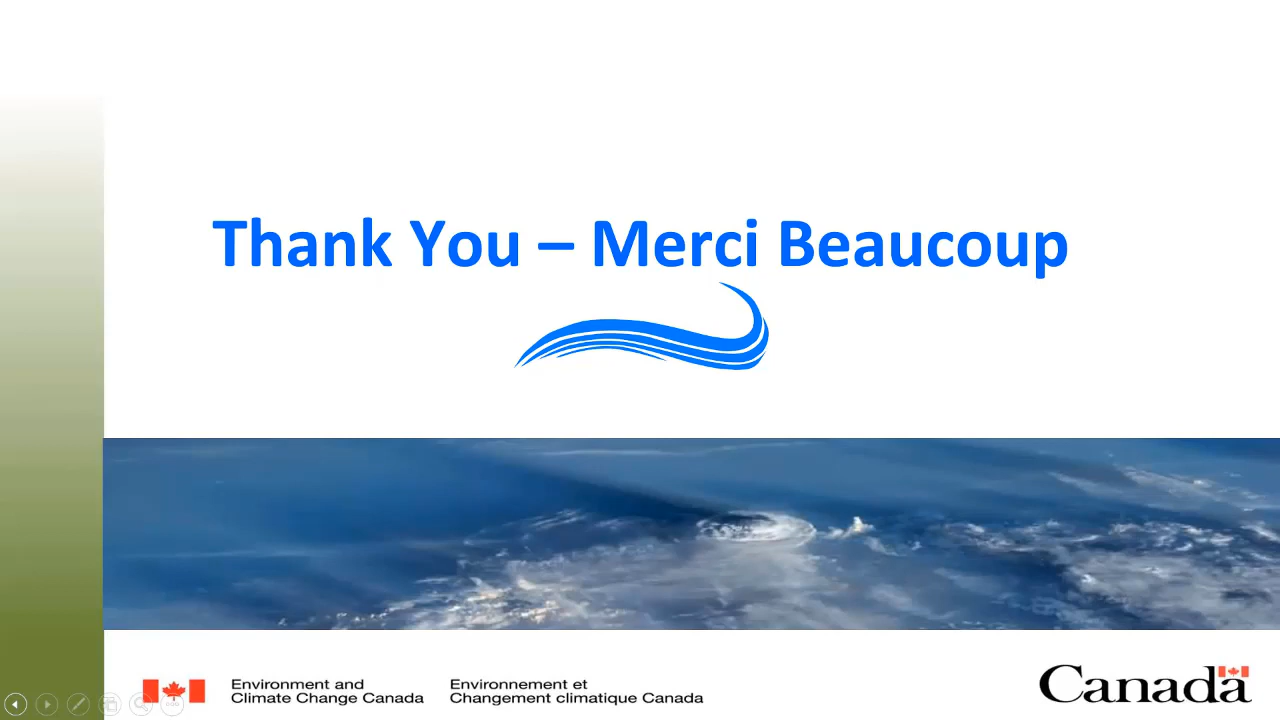 Thank You – Merci Beaucoup
Environment and
Climate Change Canada
Environnement et
Changement climatique Canada
Canada